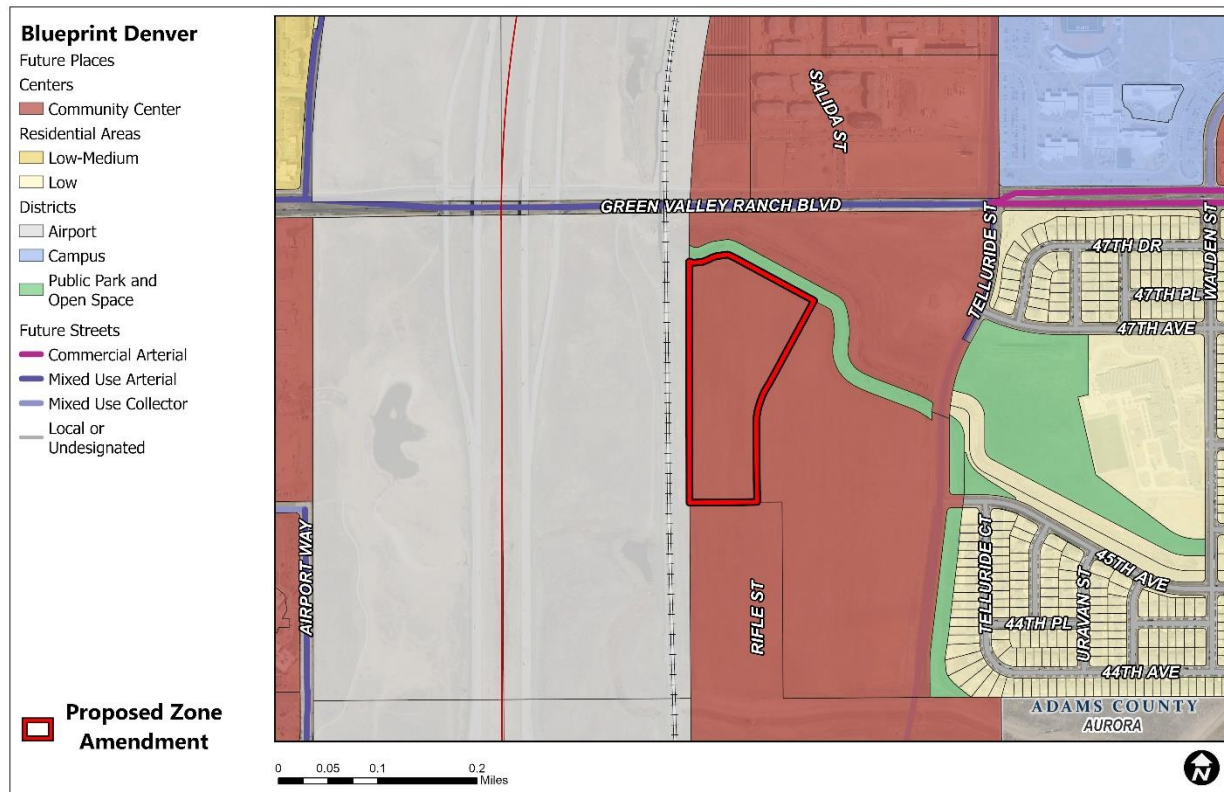 Blueprint Denver
Future Places
Centers
Community Center
Residential Areas
Low-Medium
Low
Districts
Airport
Campus
Public Park and
Open Space
Future Streets
Commercial Arterial
Mixed Use Arterial
Mixed Use Collector
Local or
Undesignated
Proposed Zone
Amendment
SALIDA ST
GREEN VALLEY RANCH BLVD
TELLURIDE ST
47TH DR
WALDEN ST
47TH PL
47TH AVE
AIRPORT WAY
RIFLE ST
TELLURIDE CT
45TH AVE
44TH PL
URAVAN ST
44TH AVE
ADAMS COUNTY
AURORA
0 0.05 0.1 0.2
Miles
N